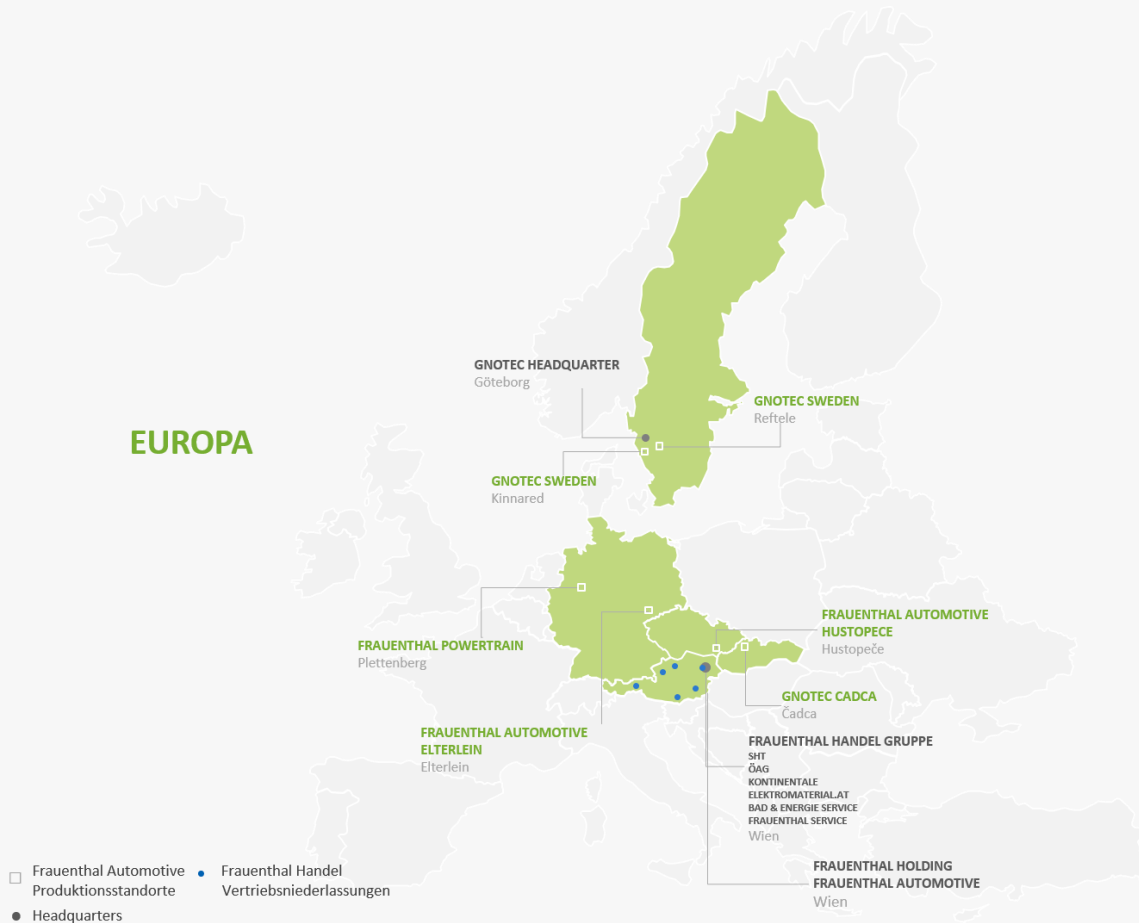 GNOTEC HEADQUARTER
Göteborg
GNOTEC SWEDEN
Reftele
EUROPA
GNOTEC SWEDEN
Kinnared
FRAUENTHAL AUTOMOTIVE
HUSTOPECE
Hustopeče
FRAUENTHAL POWERTRAIN
Plettenberg
GNOTEC CADCA
Čadca
FRAUENTHAL AUTOMOTIVE
ELTERLEIN
Elterlein
FRAUENTHAL HANDEL GRUPPE
SHT
ÖAG
KONTINENTALE
ELEKTROMATERIAL.AT
BAD & ENERGIE SERVICE
FRAUENTHAL SERVICE
Wien
FRAUENTHAL HOLDING
FRAUENTHAL AUTOMOTIVE
Wien
Frauenthal Automotive
Produktionsstandorte
Frauenthal Handel
Vertriebsniederlassungen
Headquarters